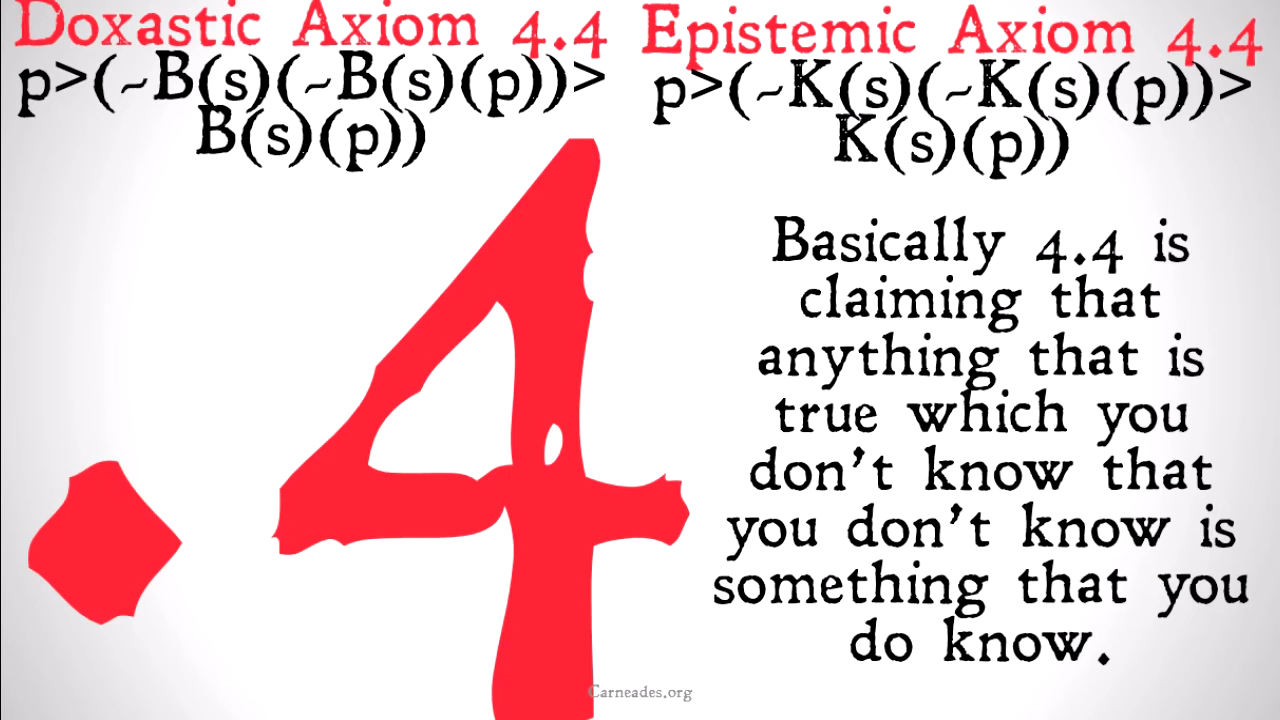 Doxastic Axiom 4.4
p>(~B(s)(~B(s)(p))>
B(s)(p))
Epistemic Axiom 4.4
p>(~K(s)(~K(s)(p))>
K(s)(p))
.4
Basically 4.4 is
claiming that
anything that is
true which you
don't know that
you don't know is
something that you
do know.
Carneades.org